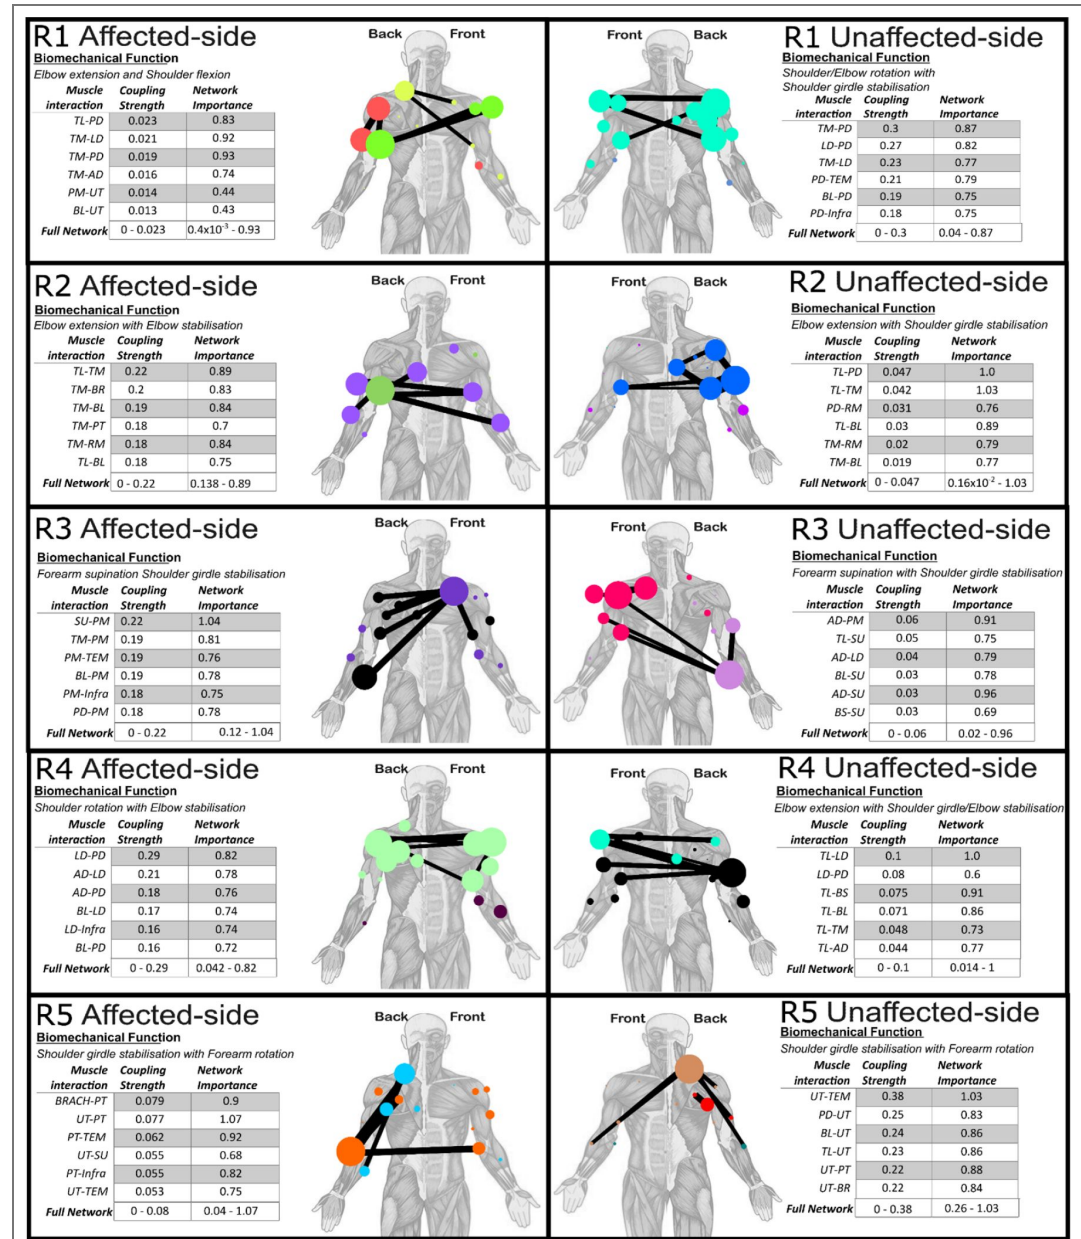 R1 Affected-side
Biomechanical Function
Elbow extension and Shoulder flexion
Muscle interaction Coupling Strength Network Importance
TL-PD 0.023 0.83
TM-LD 0.021 0.92
TM-PD 0.019 0.93
TM-AD 0.016 0.74
PM-UT 0.014 0.44
BL-UT 0.013 0.43
Full Network 0 - 0.023 0.4x10⁻³ - 0.93
Back Front
R1 Unaffected-side
Biomechanical Function
Shoulder/Elbow rotation with
Shoulder girdle stabilisation
Muscle interaction Coupling Strength Network Importance
TM-PD 0.3 0.87
LD-PD 0.27 0.82
TM-LD 0.23 0.77
PD-TEM 0.21 0.79
BL-PD 0.19 0.75
PD-Infra 0.18 0.75
Full Network 0 - 0.3 0.04 - 0.87
Front Back
R2 Affected-side
Biomechanical Function
Elbow extension with Elbow stabilisation
Muscle interaction Coupling Strength Network Importance
TL-TM 0.22 0.89
TM-BR 0.2 0.83
TM-BL 0.19 0.84
TM-PT 0.18 0.7
TM-RM 0.18 0.84
TL-BL 0.18 0.75
Full Network 0 - 0.22 0.138 - 0.89
Back Front
R2 Unaffected-side
Biomechanical Function
Elbow extension with Shoulder girdle stabilisation
Muscle interaction Coupling Strength Network Importance
TL-PD 0.047 1.0
TL-TM 0.042 1.03
PD-RM 0.031 0.76
TL-BL 0.03 0.89
TM-RM 0.02 0.79
TM-BL 0.019 0.77
Full Network 0 - 0.047 0.16x10⁻² - 1.03
Front Back
R3 Affected-side
Biomechanical Function
Forearm supination Shoulder girdle stabilisation
Muscle interaction Coupling Strength Network Importance
SU-PM 0.22 1.04
TM-PM 0.19 0.81
PM-TEM 0.19 0.76
BL-PM 0.19 0.78
PM-Infra 0.18 0.75
PD-PM 0.18 0.78
Full Network 0 - 0.22 0.12 - 1.04
Back Front
R3 Unaffected-side
Biomechanical Function
Forearm supination with Shoulder girdle stabilisation
Muscle interaction Coupling Strength Network Importance
AD-PM 0.06 0.91
TL-SU 0.05 0.75
AD-LD 0.04 0.79
BL-SU 0.03 0.78
AD-SU 0.03 0.96
BS-SU 0.03 0.69
Full Network 0 - 0.06 0.02 - 0.96
Front Back
R4 Affected-side
Biomechanical Function
Shoulder rotation with Elbow stabilisation
Muscle interaction Coupling Strength Network Importance
LD-PD 0.29 0.82
AD-LD 0.21 0.78
AD-PD 0.18 0.76
BL-LD 0.17 0.74
LD-Infra 0.16 0.74
BL-PD 0.16 0.72
Full Network 0 - 0.29 0.042 - 0.82
Back Front
R4 Unaffected-side
Biomechanical Function
Elbow extension with Shoulder girdle/Elbow stabilisation
Muscle interaction Coupling Strength Network Importance
TL-LD 0.1 1.0
LD-PD 0.08 0.6
TL-BS 0.075 0.91
TL-BL 0.071 0.86
TL-TM 0.048 0.73
TL-AD 0.044 0.77
Full Network 0 - 0.1 0.014 - 1
Front Back
R5 Affected-side
Biomechanical Function
Shoulder girdle stabilisation with Forearm rotation
Muscle interaction Coupling Strength Network Importance
BRACH-PT 0.079 0.9
UT-PT 0.077 1.07
PT-TEM 0.062 0.92
UT-SU 0.055 0.68
PT-Infra 0.055 0.82
UT-TEM 0.053 0.75
Full Network 0 - 0.08 0.04 - 1.07
Back Front
R5 Unaffected-side
Biomechanical Function
Shoulder girdle stabilisation with Forearm rotation
Muscle interaction Coupling Strength Network Importance
UT-TEM 0.38 1.03
PD-UT 0.25 0.83
BL-UT 0.24 0.86
TL-UT 0.23 0.86
UT-PT 0.22 0.88
UT-BR 0.22 0.84
Full Network 0 - 0.38 0.26 - 1.03
Front Back